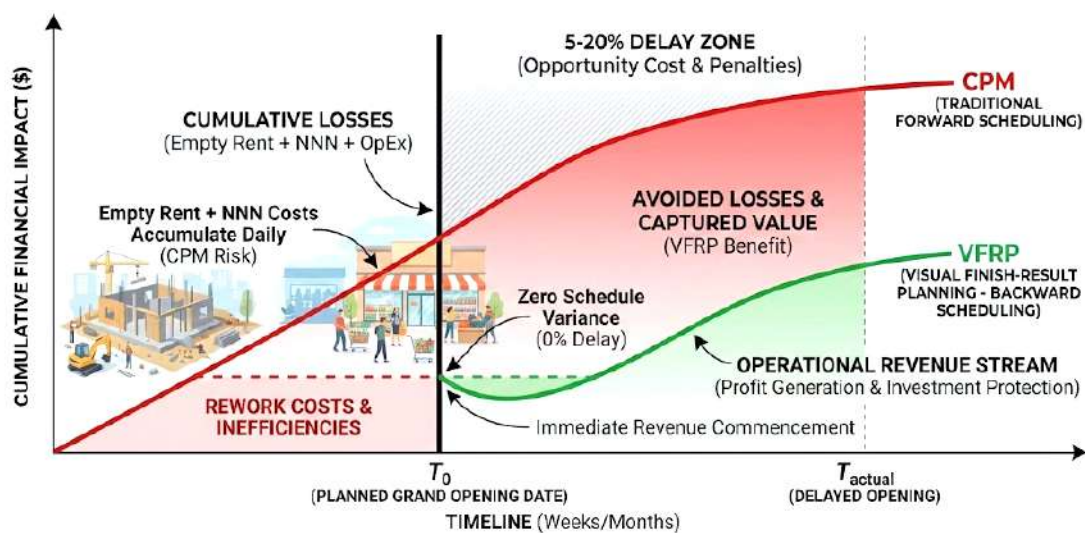 5-20% DELAY ZONE
(Opportunity Cost & Penalties)
CPM
(TRADITIONAL
FORWARD SCHEDULING)
CUMULATIVE LOSSES
(Empty Rent + NNN + OpEx)
Empty Rent + NNN Costs
Accumulate Daily
(CPM Risk)
AVOIDED LOSSES &
CAPTURED VALUE
(VFRP Benefit)
VFRP
(VISUAL FINISH-RESULT
PLANNING - BACKWARD
SCHEDULING)
Zero Schedule
Variance
(0% Delay)
OPERATIONAL REVENUE STREAM
(Profit Generation & Investment Protection)
REWORK COSTS &
INEFFICIENCIES
Immediate Revenue Commencement
CUMULATIVE FINANCIAL IMPACT ($)
T0
(PLANNED GRAND OPENING DATE)
Tactual
(DELAYED OPENING)
TIMELINE (Weeks/Months)